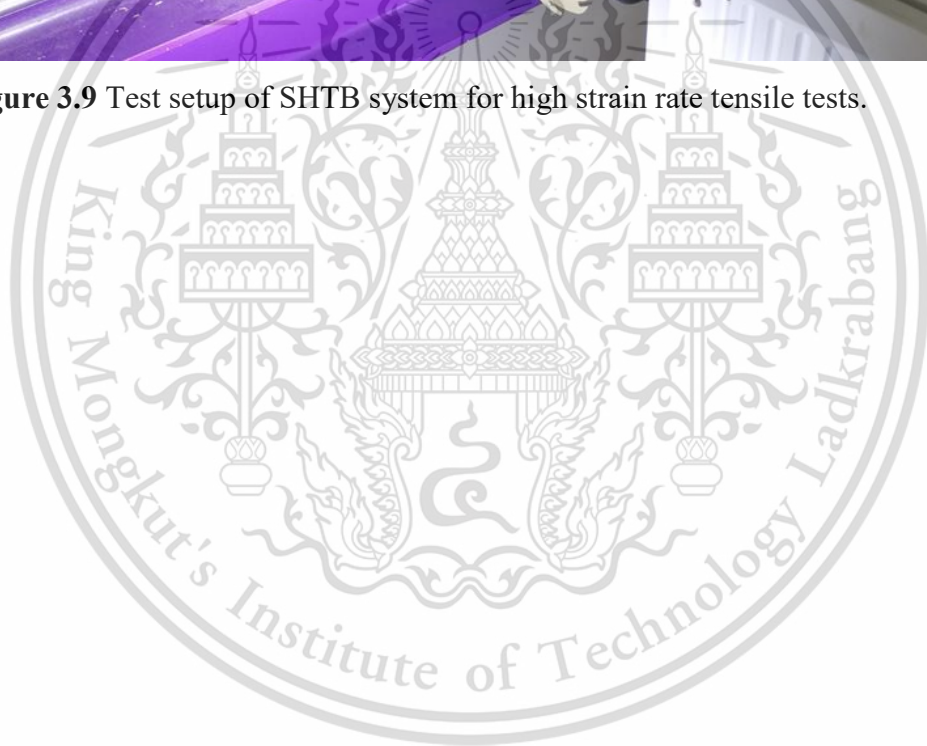 gure 3.9 Test setup of SHTB system for high strain rate tensile tests.
King Mongkut's Institute of Technology Ladkrabang